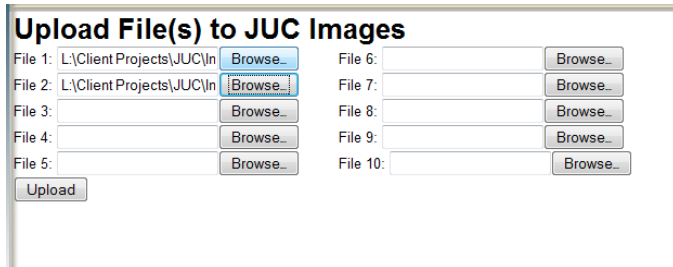 Upload File(s) to JUC Images
File 1: L:\Client Projects\JUC\In Browse... File 6: Browse...
File 2: L:\Client Projects\JUC\In Browse... File 7: Browse...
File 3: Browse... File 8: Browse...
File 4: Browse... File 9: Browse...
File 5: Browse... File 10: Browse...
Upload